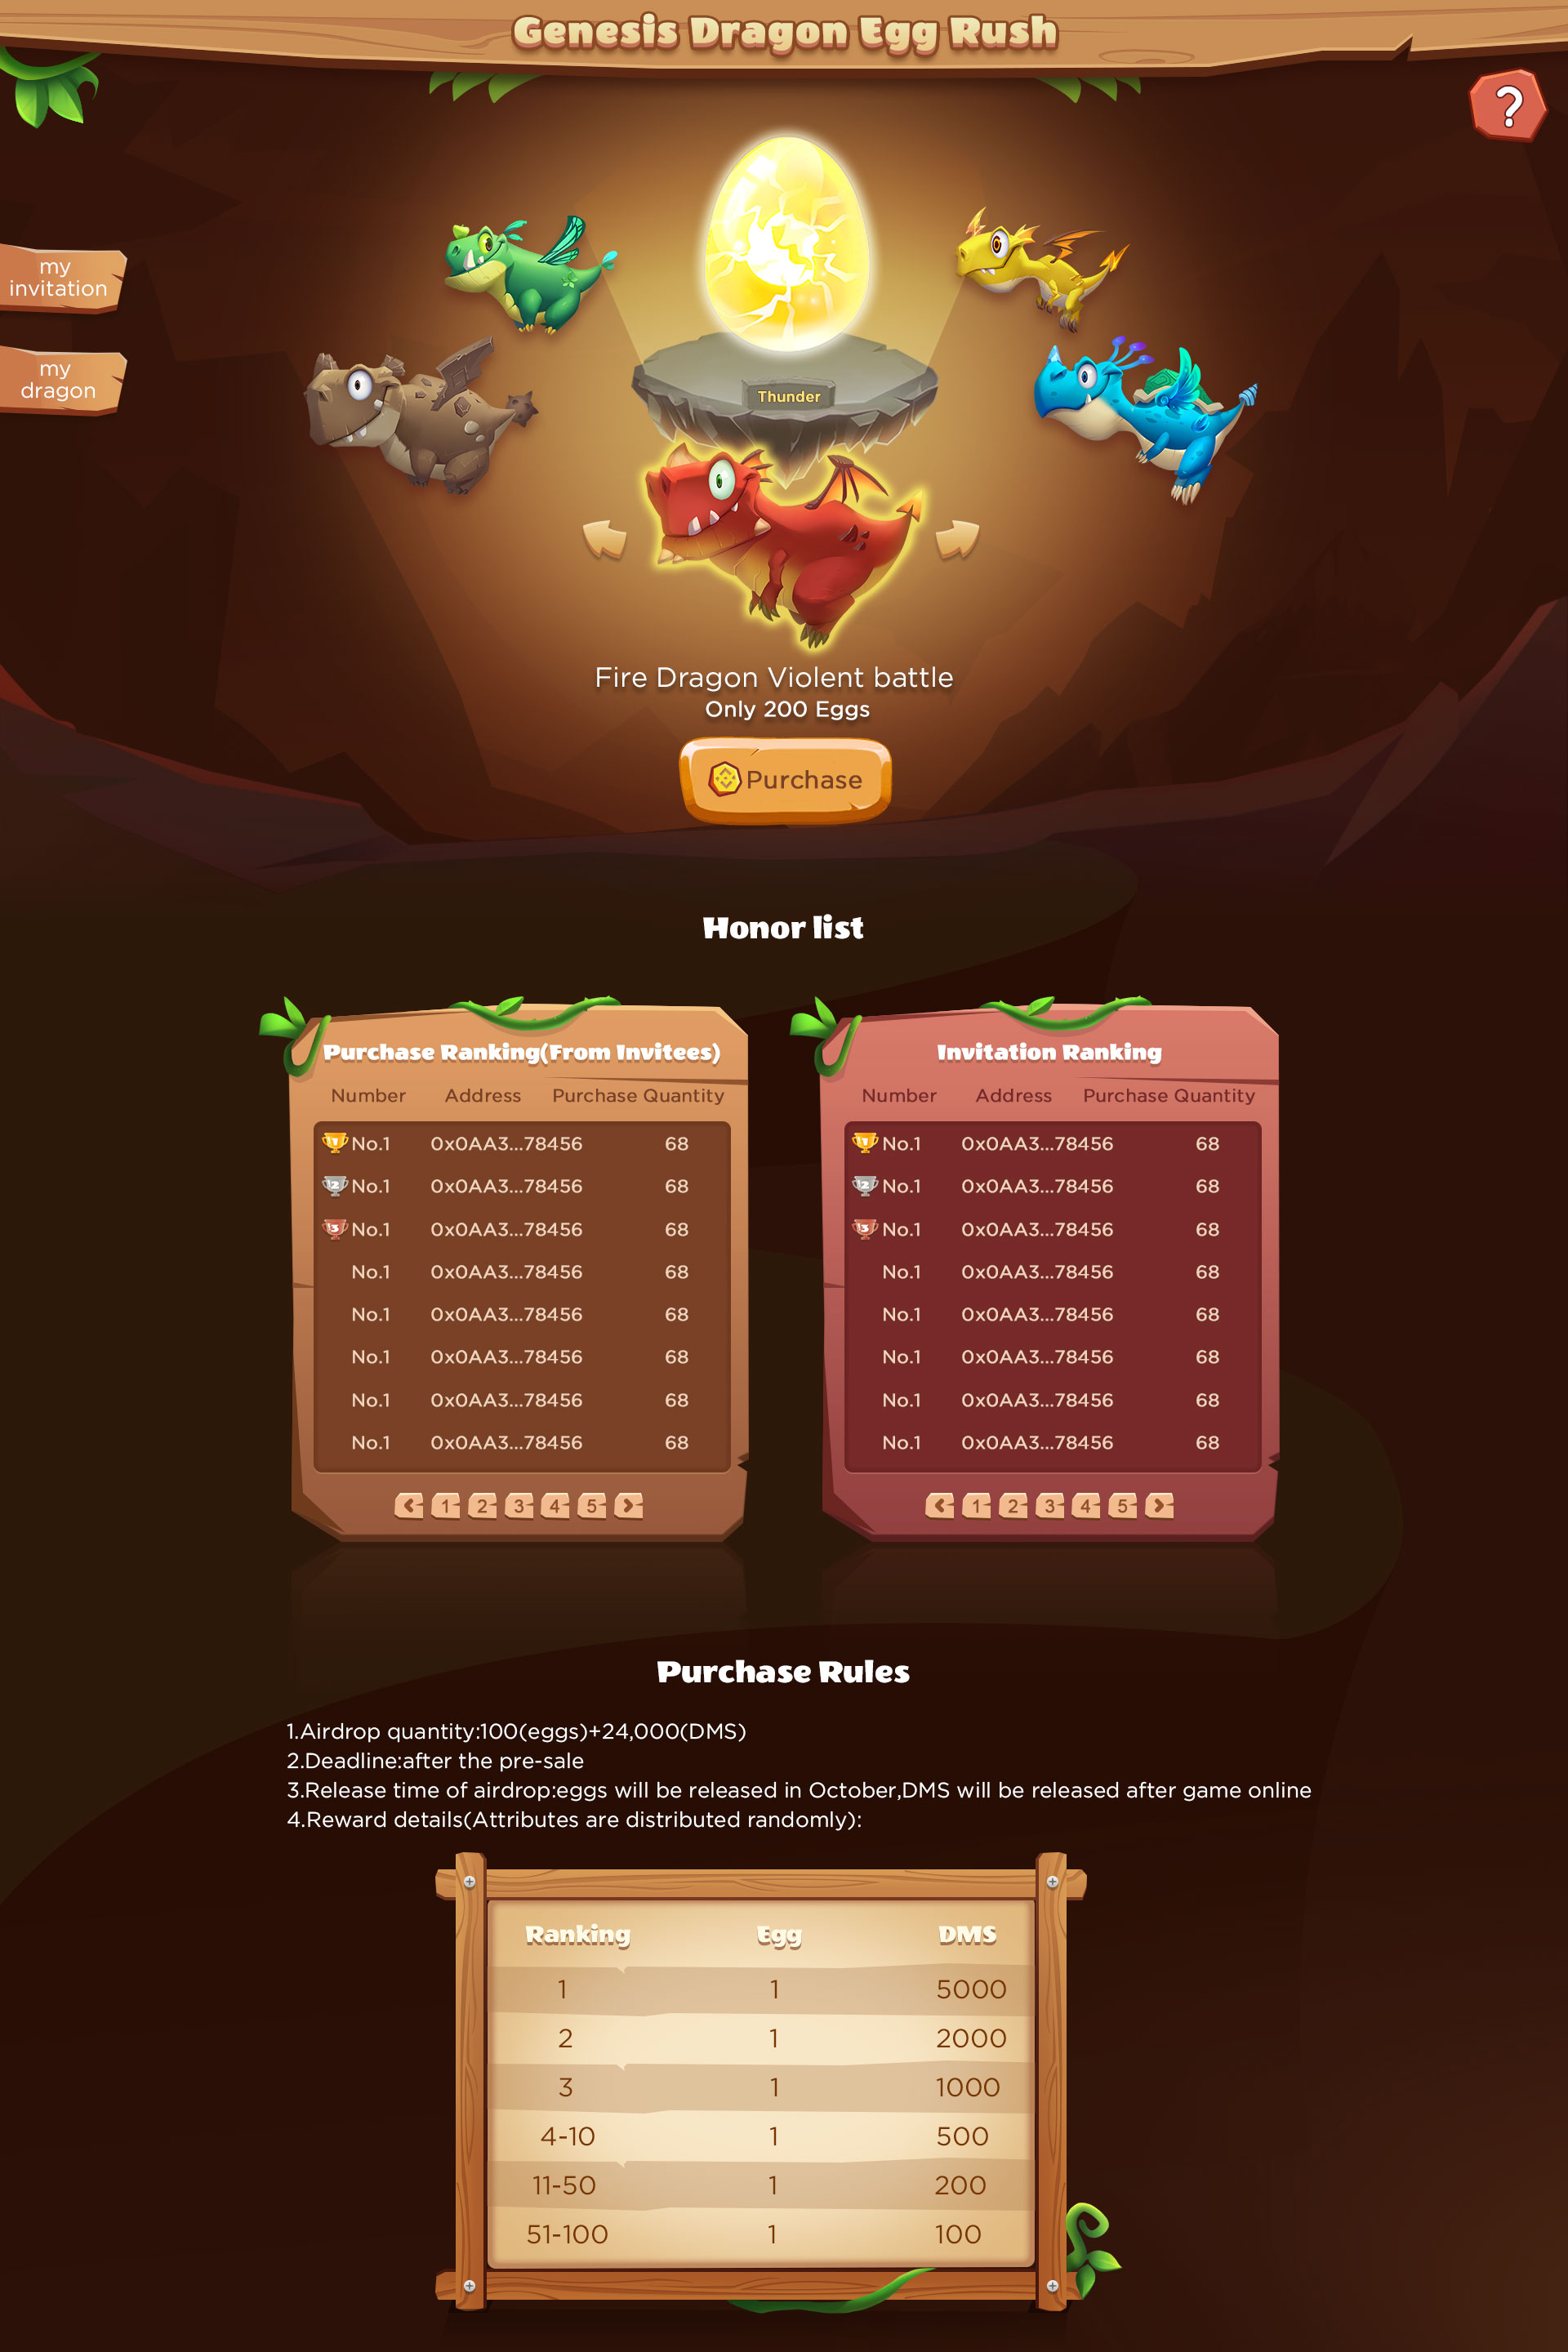 Genesis Dragon Egg Rush
?
my
invitation
my
dragon
Thunder
Fire Dragon Violent battle
Only 200 Eggs
Purchase
Honor list
Purchase Ranking(From Invitees)
Number Address Purchase Quantity
1 No.1 0x0AA3...78456 68
2 No.1 0x0AA3...78456 68
3 No.1 0x0AA3...78456 68
No.1 0x0AA3...78456 68
No.1 0x0AA3...78456 68
No.1 0x0AA3...78456 68
No.1 0x0AA3...78456 68
No.1 0x0AA3...78456 68
< 1 2 3 4 5 >
Invitation Ranking
Number Address Purchase Quantity
1 No.1 0x0AA3...78456 68
2 No.1 0x0AA3...78456 68
3 No.1 0x0AA3...78456 68
No.1 0x0AA3...78456 68
No.1 0x0AA3...78456 68
No.1 0x0AA3...78456 68
No.1 0x0AA3...78456 68
No.1 0x0AA3...78456 68
< 1 2 3 4 5 >
Purchase Rules
1.Airdrop quantity:100(eggs)+24,000(DMS)
2.Deadline:after the pre-sale
3.Release time of airdrop:eggs will be released in October,DMS will be released after game online
4.Reward details(Attributes are distributed randomly):
Ranking Egg DMS
1 1 5000
2 1 2000
3 1 1000
4-10 1 500
11-50 1 200
51-100 1 100